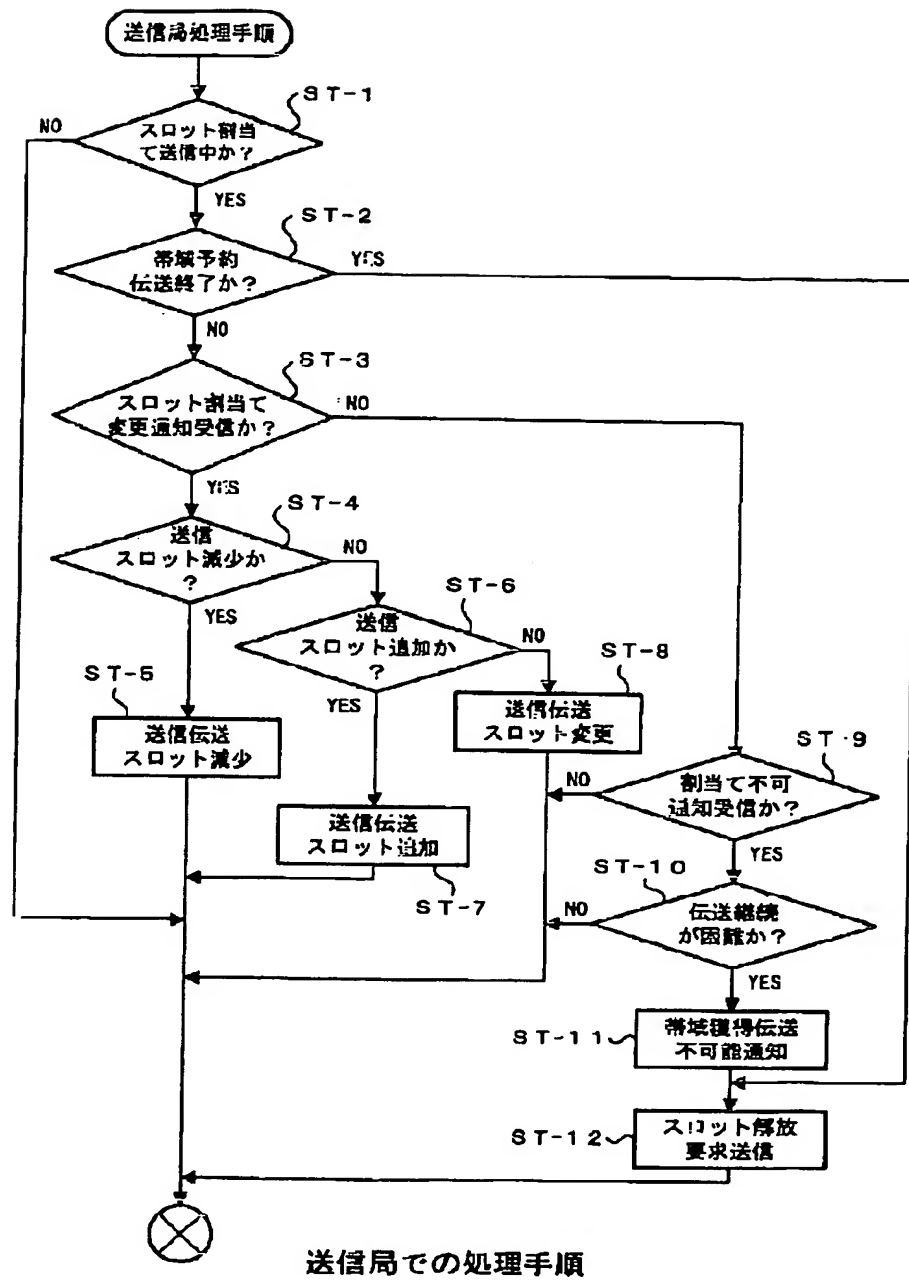 送信局処理手順
ST-1
スロット割当
て送信中か？
NO
YES
ST-2
帯域予約
伝送終了か？
YES
NO
ST-3
スロット割当て
変更通知受信か？
NO
YES
ST-4
送信
スロット減少か
？
NO
YES
ST-6
送信
スロット追加か
？
NO
YES
ST-5
送信伝送
スロット減少
ST-8
送信伝送
スロット変更
ST-9
割当て不可
通知受信か？
NO
YES
送信伝送
スロット追加
ST-7
ST-10
伝送継続
が困難か？
NO
YES
ST-11
帯域獲得伝送
不可能通知
ST-12
スロット解放
要求送信
送信局での処理手順